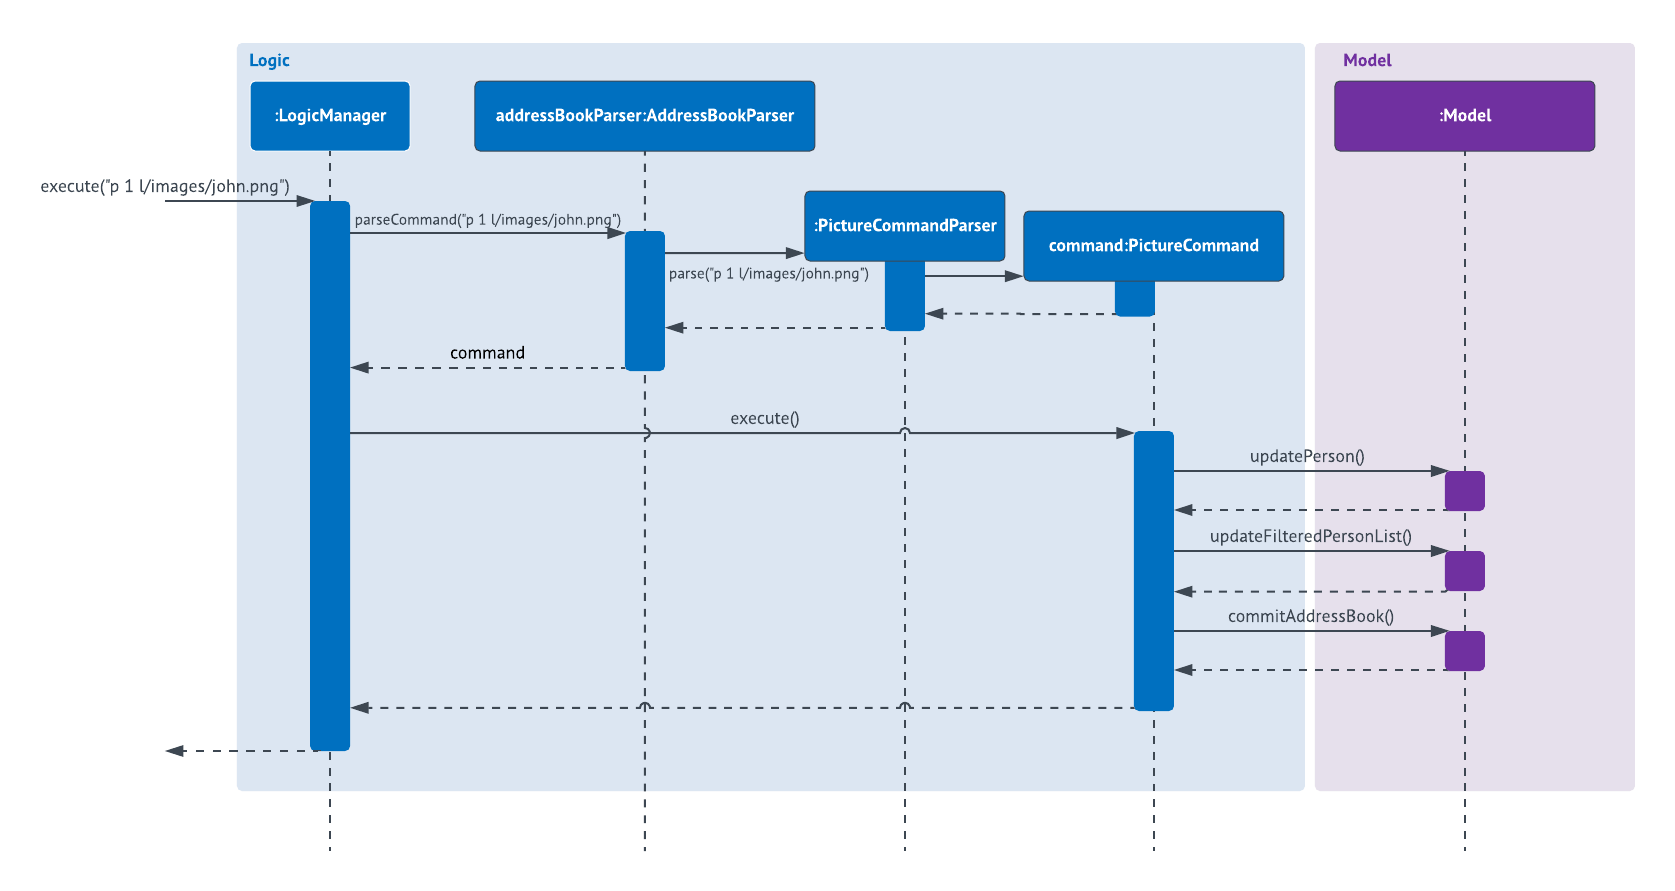 Logic
Model
:LogicManager
addressBookParser:AddressBookParser
:Model
execute("p 1 l/images/john.png")
parseCommand("p 1 l/images/john.png")
:PictureCommandParser
command:PictureCommand
parse("p 1 l/images/john.png")
command
execute()
updatePerson()
updateFilteredPersonList()
commitAddressBook()